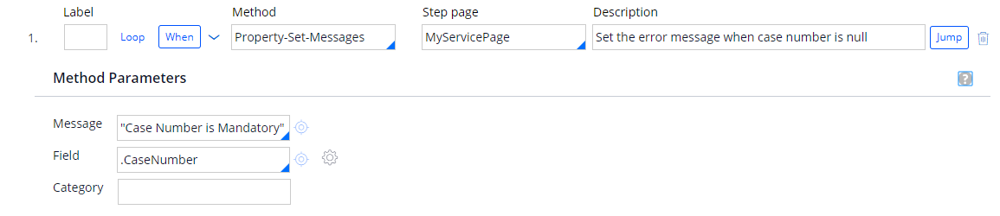 Label Method Step page Description
1. Loop When Property-Set-Messages MyServicePage Set the error message when case number is null Jump
Method Parameters ?
Message "Case Number is Mandatory"
Field .CaseNumber
Category